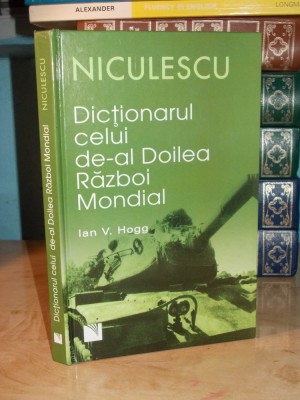 ALEXANDER
LONGMAN
NICULESCU
Dicţionarul
celui
de-al Doilea
Război
Mondial
Ian V. Hogg
Dicţionarul celui de-al Doilea Război Mondial
NICULESCU